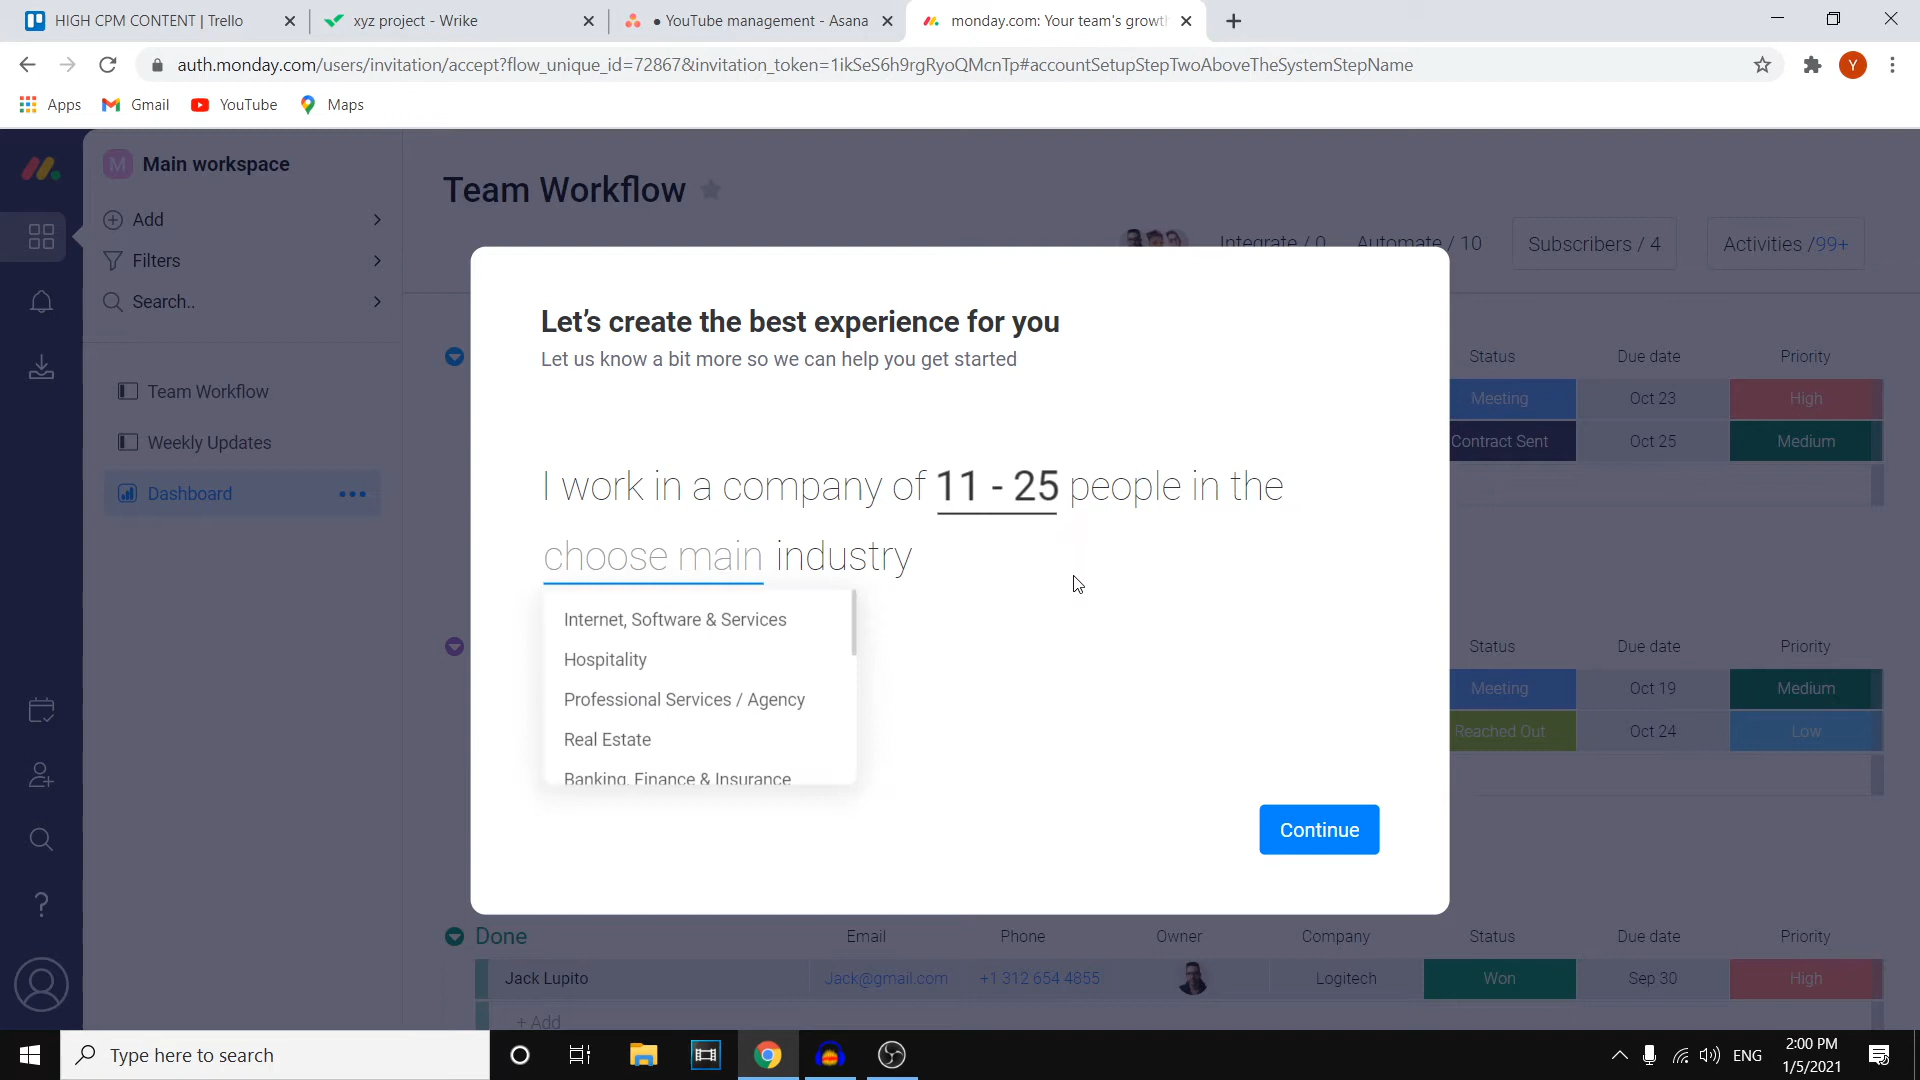 HIGH CPM CONTENT | Trello
xyz project - Wrike
● YouTube management - Asana
monday.com: Your team's growth
auth.monday.com/users/invitation/accept?flow_unique_id=72867&invitation_token=1ikSeS6h9rgRyoQMcnTp#accountSetupStepTwoAboveTheSystemStepName
Y
Apps
Gmail
YouTube
Maps
M
Main workspace
Add
Filters
Search..
Team Workflow
Weekly Updates
Dashboard
Team Workflow
Integrate / 0
Automate / 10
Subscribers / 4
Activities /99+
Let's create the best experience for you
Let us know a bit more so we can help you get started
I work in a company of 11 - 25 people in the
choose main industry
Internet, Software & Services
Hospitality
Professional Services / Agency
Real Estate
Banking, Finance & Insurance
Continue
Status Due date Priority
Meeting Oct 23 High
Contract Sent Oct 25 Medium
Status Due date Priority
Meeting Oct 19 Medium
Reached Out Oct 24 Low
Done Email Phone Owner Company Status Due date Priority
Jack Lupito Jack@gmail.com +1 312 654 4855 Logitech Won Sep 30 High
+ Add
Type here to search
ENG
2:00 PM
1/5/2021